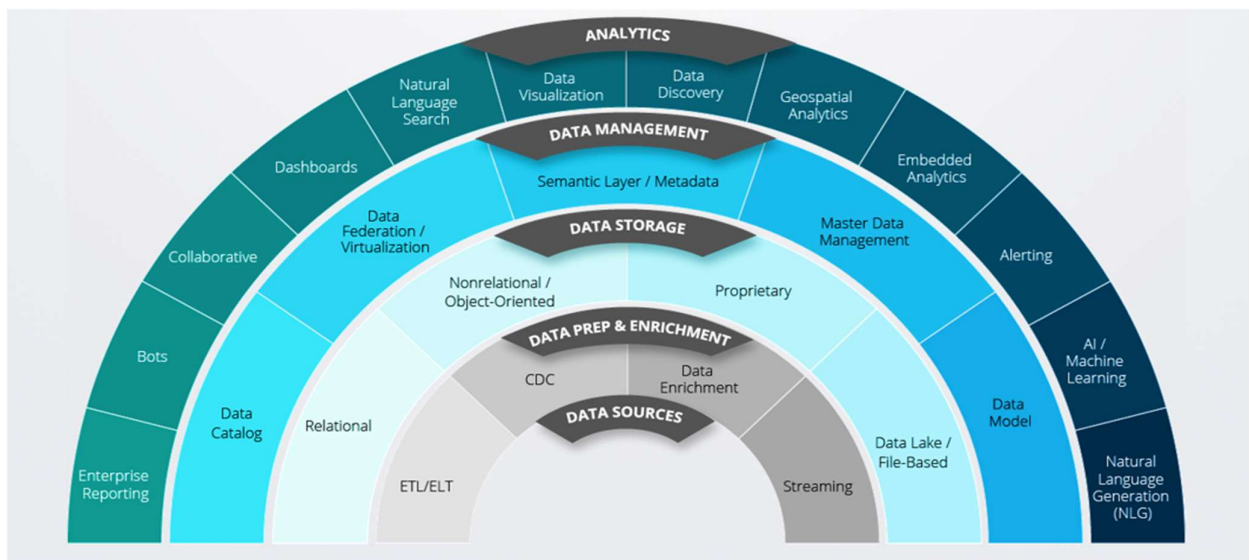 ANALYTICS
Enterprise
Reporting
Bots
Collaborative
Dashboards
Natural
Language
Search
Data
Visualization
Data
Discovery
Geospatial
Analytics
Embedded
Analytics
Alerting
AI /
Machine
Learning
Natural
Language
Generation
(NLG)
DATA MANAGEMENT
Data
Catalog
Data
Federation /
Virtualization
Semantic Layer / Metadata
Master Data
Management
Data
Model
DATA STORAGE
Relational
Nonrelational /
Object-Oriented
Proprietary
Data Lake /
File-Based
DATA PREP & ENRICHMENT
ETL/ELT
CDC
Data
Enrichment
Streaming
DATA SOURCES